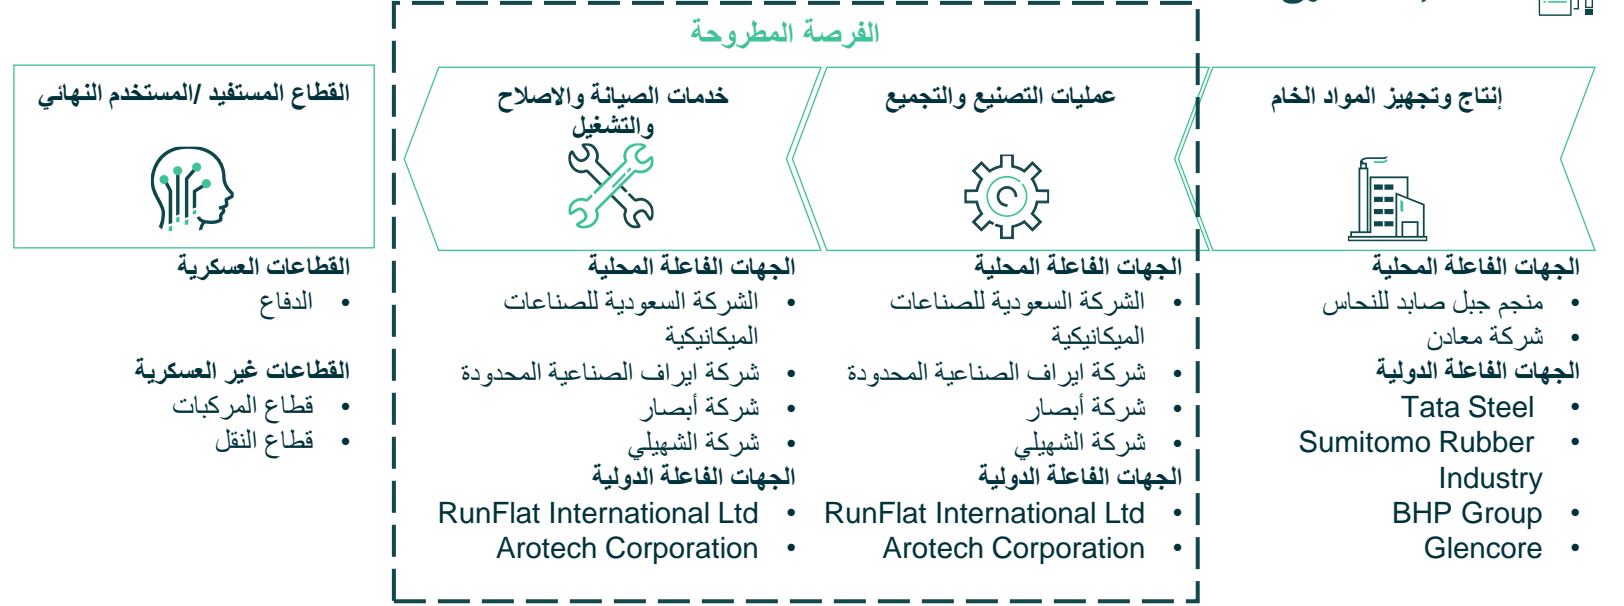 الفرصة المطروحة
إنتاج وتجهيز المواد الخام
الجهات الفاعلة المحلية
• منجم جبل صايد للنحاس
• شركة معادن
الجهات الفاعلة الدولية
• Tata Steel
• Sumitomo Rubber
Industry
• BHP Group
• Glencore
عمليات التصنيع والتجميع
الجهات الفاعلة المحلية
• الشركة السعودية للصناعات
الميكانيكية
• شركة ايراف الصناعية المحدودة
• شركة أبصار
• شركة الشهيلي
الجهات الفاعلة الدولية
• RunFlat International Ltd
• Arotech Corporation
خدمات الصيانة والاصلاح
والتشغيل
الجهات الفاعلة المحلية
• الشركة السعودية للصناعات
الميكانيكية
• شركة ايراف الصناعية المحدودة
• شركة أبصار
• شركة الشهيلي
الجهات الفاعلة الدولية
• RunFlat International Ltd
• Arotech Corporation
القطاع المستفيد /المستخدم النهائي
القطاعات العسكرية
• الدفاع
القطاعات غير العسكرية
• قطاع المركبات
• قطاع النقل